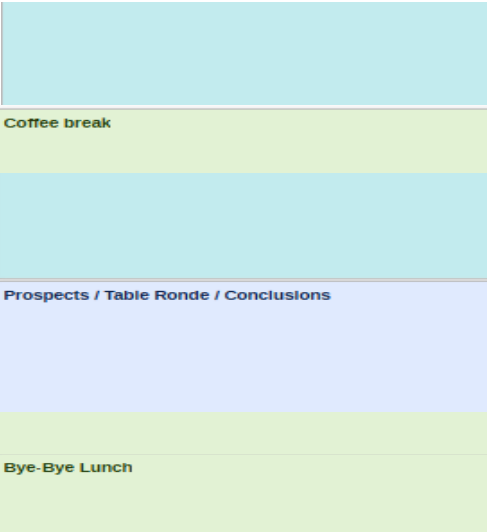 Coffee break
Prospects / Table Ronde / Conclusions
Bye-Bye Lunch